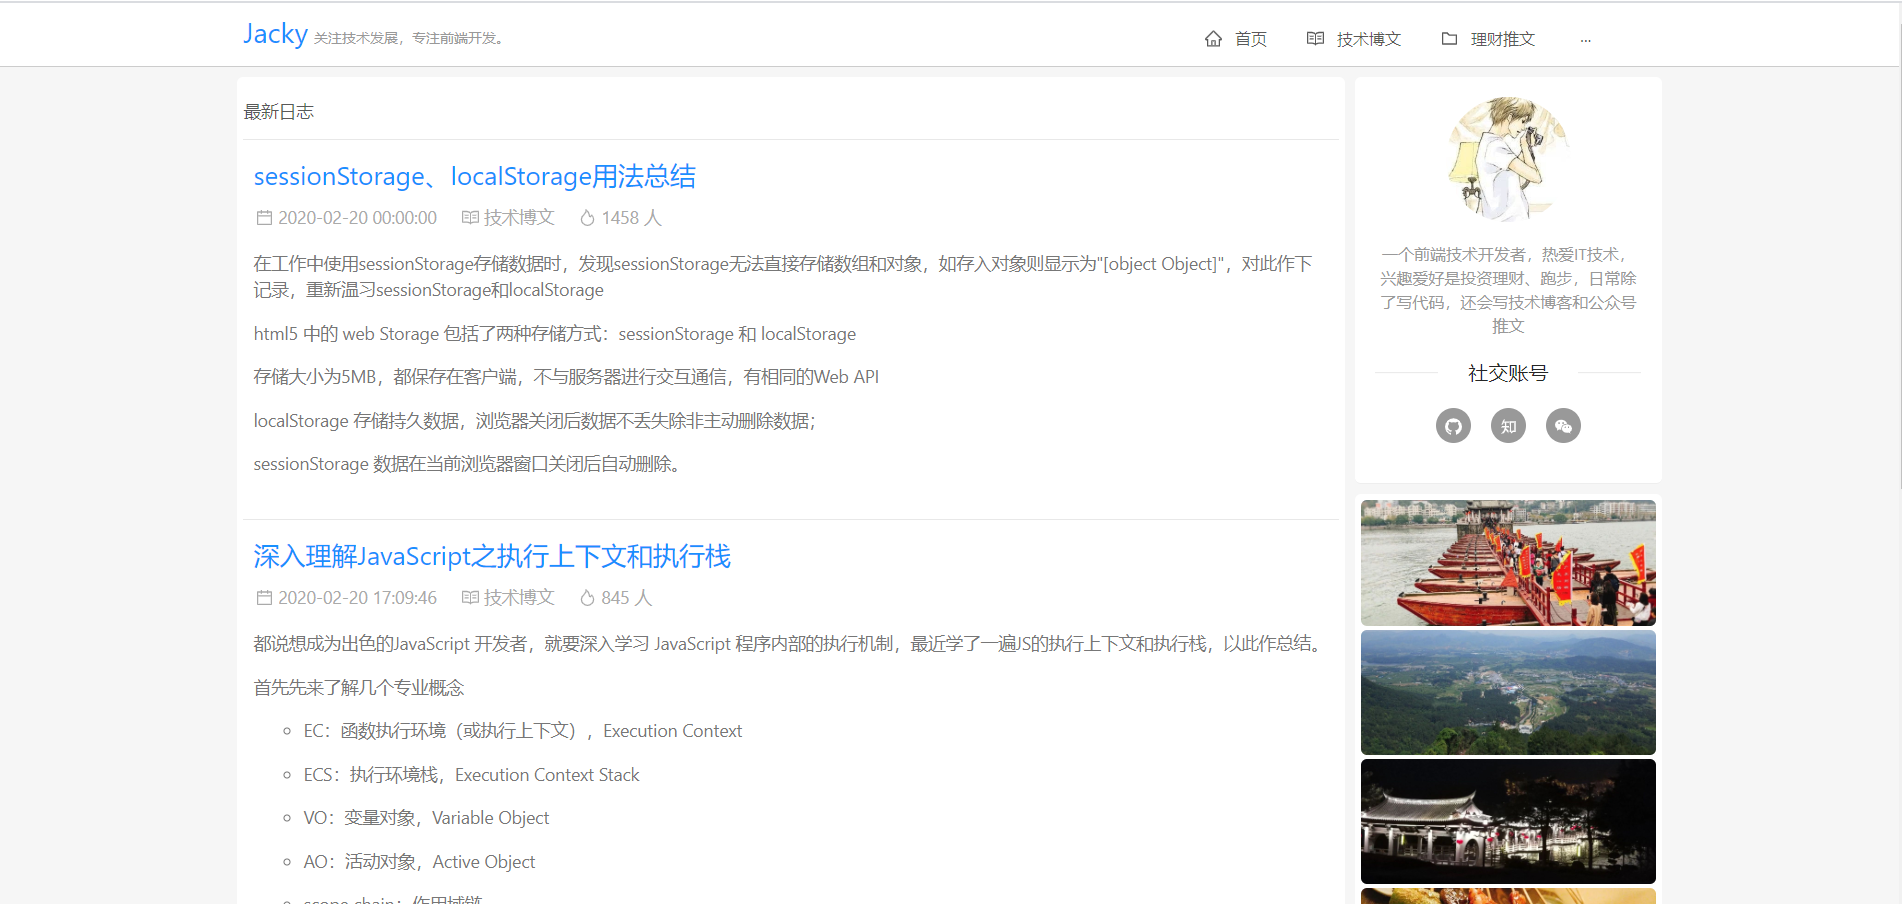 Jacky 关注技术发展，专注前端开发。
首页 技术博文 理财推文 ...
最新日志
sessionStorage、localStorage用法总结
2020-02-20 00:00:00 技术博文 1458 人
在工作中使用sessionStorage存储数据时，发现sessionStorage无法直接存储数组和对象，如存入对象则显示为"[object Object]"，对此作下
记录，重新温习sessionStorage和localStorage
html5 中的 web Storage 包括了两种存储方式：sessionStorage 和 localStorage
存储大小为5MB，都保存在客户端，不与服务器进行交互通信，有相同的Web API
localStorage 存储持久数据，浏览器关闭后数据不丢失除非主动删除数据；
sessionStorage 数据在当前浏览器窗口关闭后自动删除。
深入理解JavaScript之执行上下文和执行栈
2020-02-20 17:09:46 技术博文 845 人
都说想成为出色的JavaScript 开发者，就要深入学习 JavaScript 程序内部的执行机制，最近学了一遍JS的执行上下文和执行栈，以此作总结。
首先先来了解几个专业概念
EC：函数执行环境（或执行上下文），Execution Context
ECS：执行环境栈，Execution Context Stack
VO：变量对象，Variable Object
AO：活动对象，Active Object
scope chain：作用域链
一个前端技术开发者，热爱IT技术，
兴趣爱好是投资理财、跑步，日常除
了写代码，还会写技术博客和公众号
推文
社交账号
知